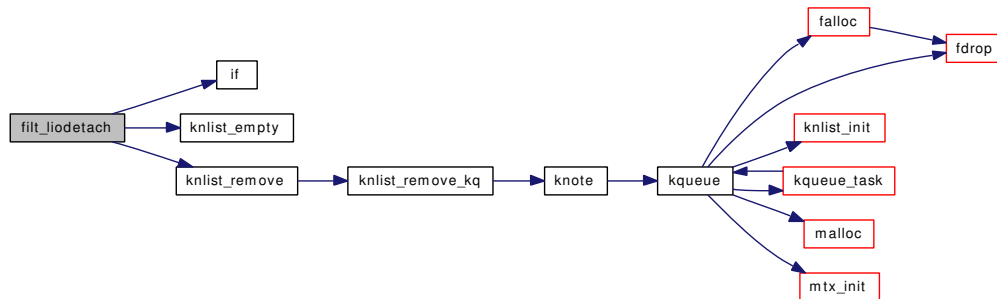 falloc
fdrop
if
filt_liodetach
knlist_empty
knlist_init
knlist_remove
knlist_remove_kq
knote
kqueue
kqueue_task
malloc
mtx_init